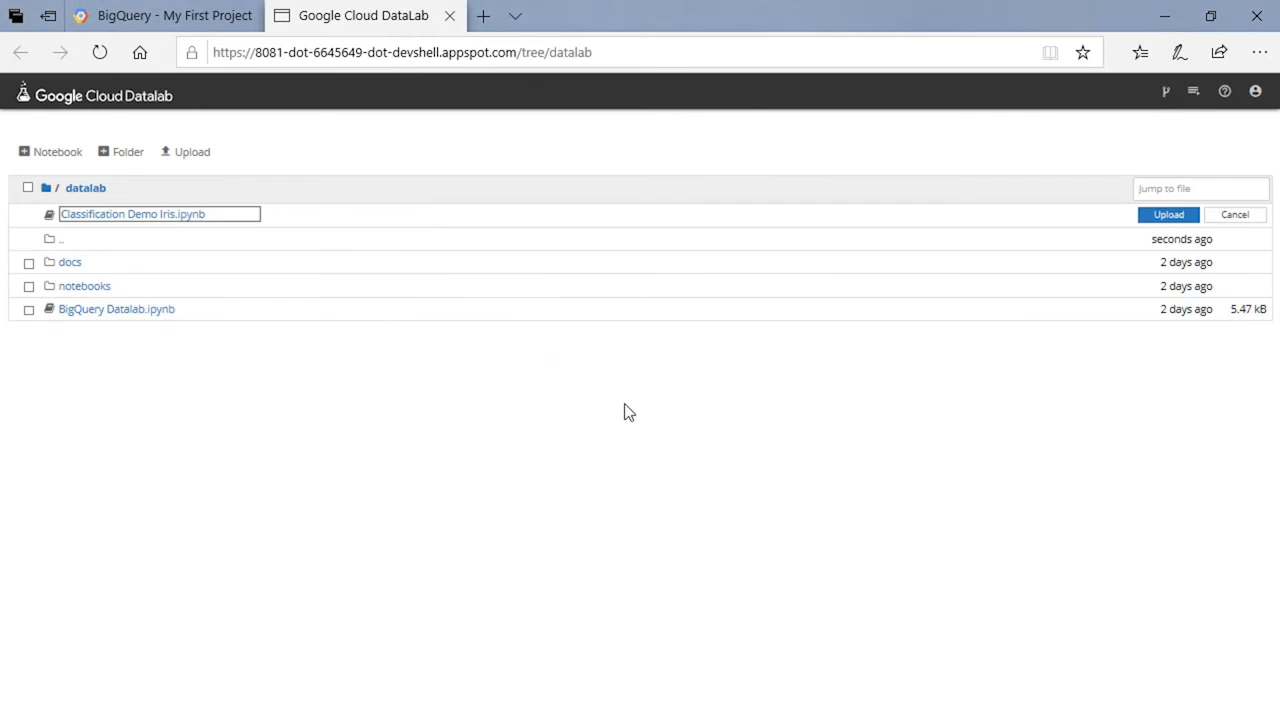 BigQuery - My First Project
Google Cloud DataLab
https://8081-dot-6645649-dot-devshell.appspot.com/tree/datalab
Google Cloud Datalab
Notebook Folder Upload
/ datalab Jump to file
Classification Demo Iris.ipynb Upload Cancel
.. seconds ago
docs 2 days ago
notebooks 2 days ago
BigQuery Datalab.ipynb 2 days ago 5.47 kB